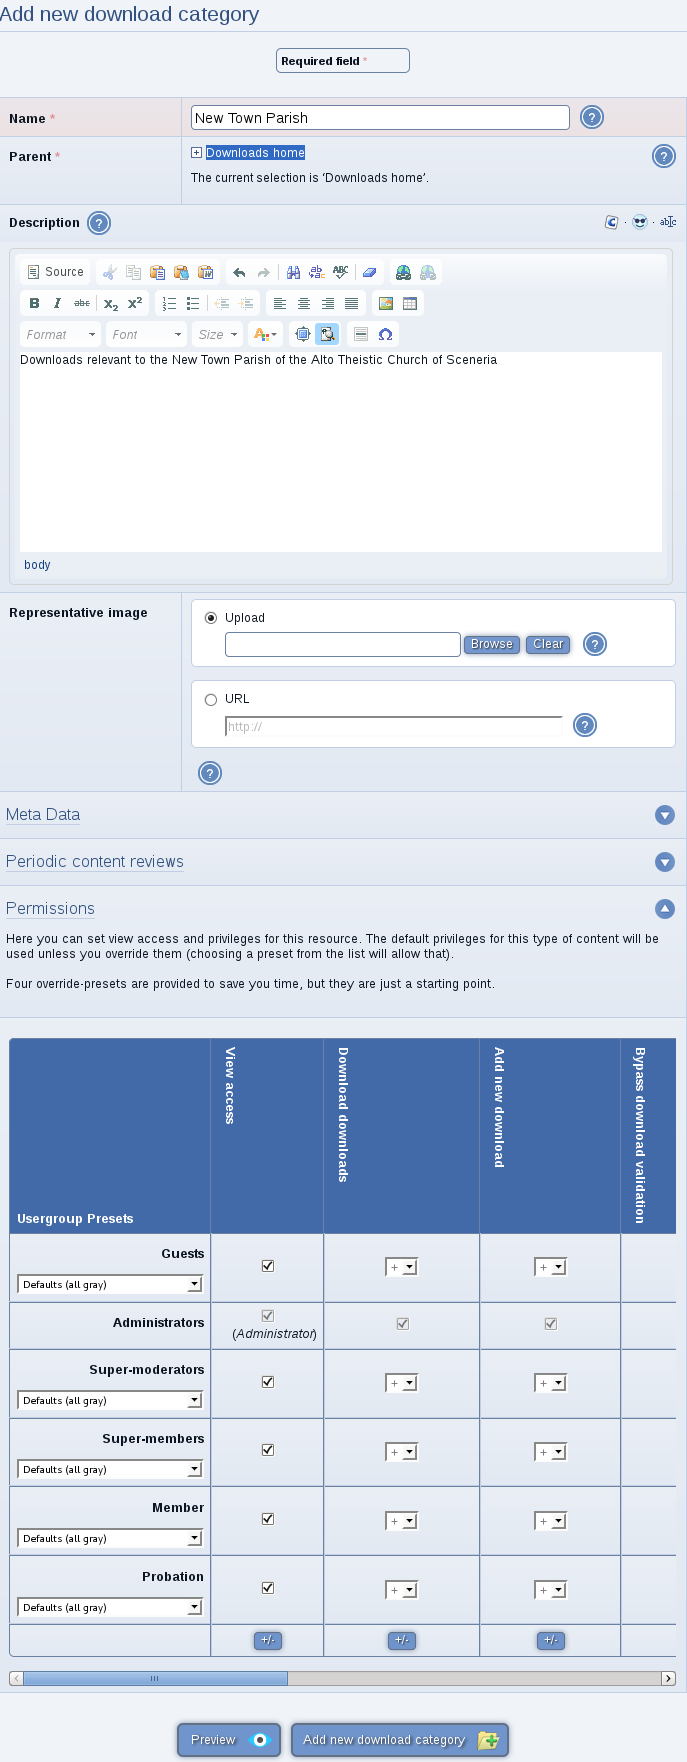 Add new download category
Required field *
Name *
New Town Parish
?
Parent *
Downloads home
?
The current selection is ‘Downloads home’.
Description ?
abc
Source
B I abc x₂ x²
Format Font Size
Downloads relevant to the New Town Parish of the Alto Theistic Church of Sceneria
body
Representative image
Upload
Browse Clear ?
URL
http:// ?
?
Meta Data
Periodic content reviews
Permissions
Here you can set view access and privileges for this resource. The default privileges for this type of content will be
used unless you override them (choosing a preset from the list will allow that).
Four override-presets are provided to save you time, but they are just a starting point.
Usergroup Presets
View access
Download downloads
Add new download
Bypass download validation
Guests
Defaults (all gray)
+ +
Administrators
(Administrator)
Super-moderators
Defaults (all gray)
+ +
Super-members
Defaults (all gray)
+ +
Member
Defaults (all gray)
+ +
Probation
Defaults (all gray)
+ +
+/- +/- +/-
Preview
Add new download category